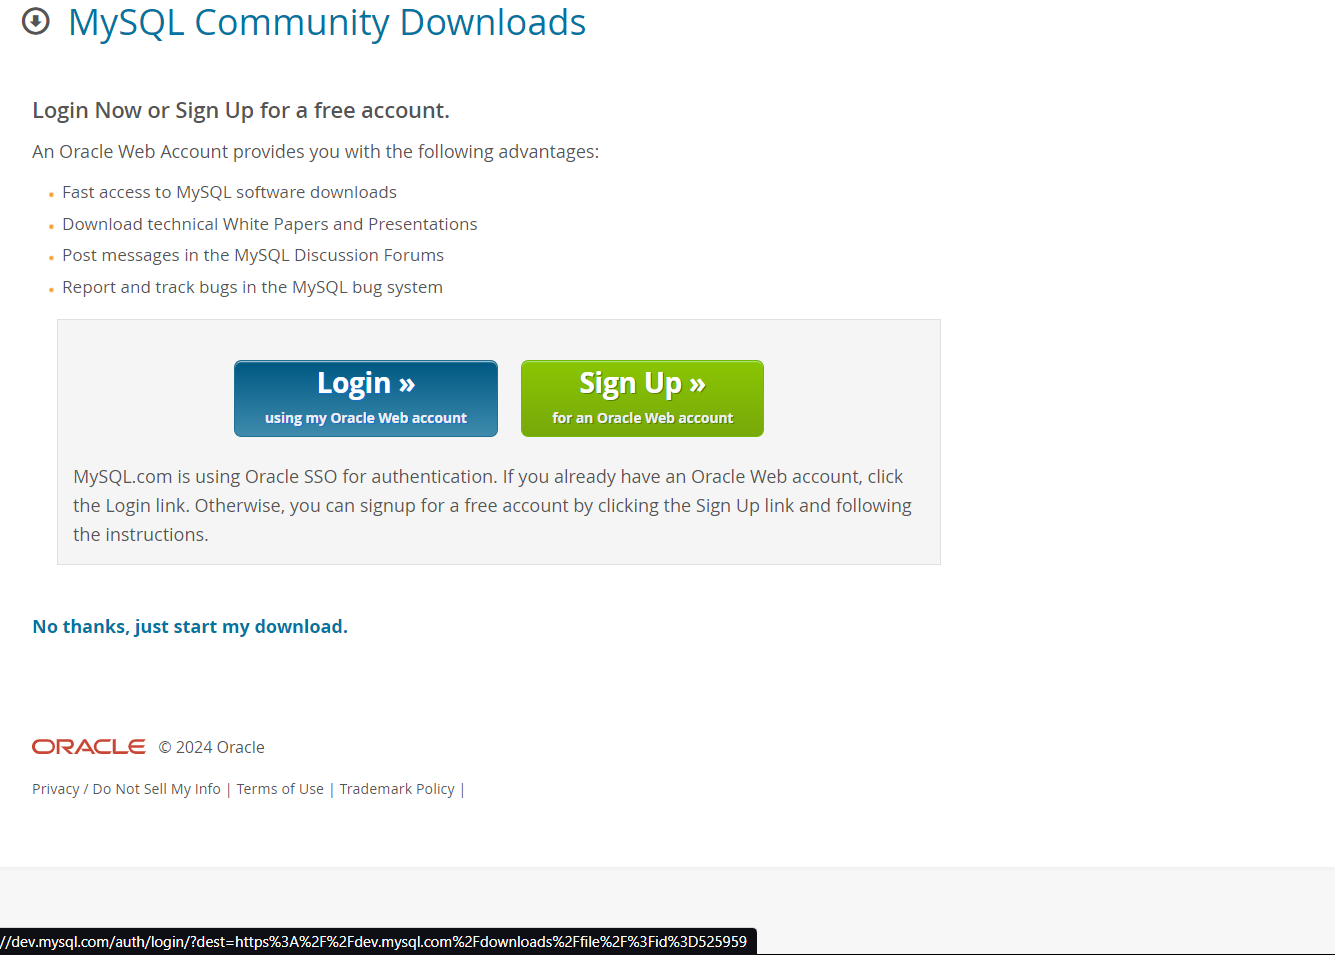 MySQL Community Downloads
Login Now or Sign Up for a free account.
An Oracle Web Account provides you with the following advantages:
Fast access to MySQL software downloads
Download technical White Papers and Presentations
Post messages in the MySQL Discussion Forums
Report and track bugs in the MySQL bug system
Login »
using my Oracle Web account
Sign Up »
for an Oracle Web account
MySQL.com is using Oracle SSO for authentication. If you already have an Oracle Web account, click
the Login link. Otherwise, you can signup for a free account by clicking the Sign Up link and following
the instructions.
No thanks, just start my download.
ORACLE © 2024 Oracle
Privacy / Do Not Sell My Info | Terms of Use | Trademark Policy |
//dev.mysql.com/auth/login/?dest=https%3A%2F%2Fdev.mysql.com%2Fdownloads%2Ffile%2F%3Fid%3D525959